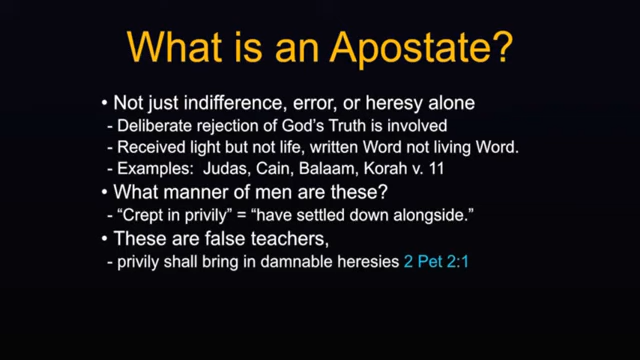 What is an Apostate?
• Not just indifference, error, or heresy alone
- Deliberate rejection of God's Truth is involved
- Received light but not life, written Word not living Word.
- Examples: Judas, Cain, Balaam, Korah v. 11
• What manner of men are these?
- “Crept in privily” = “have settled down alongside.”
• These are false teachers,
- privily shall bring in damnable heresies 2 Pet 2:1